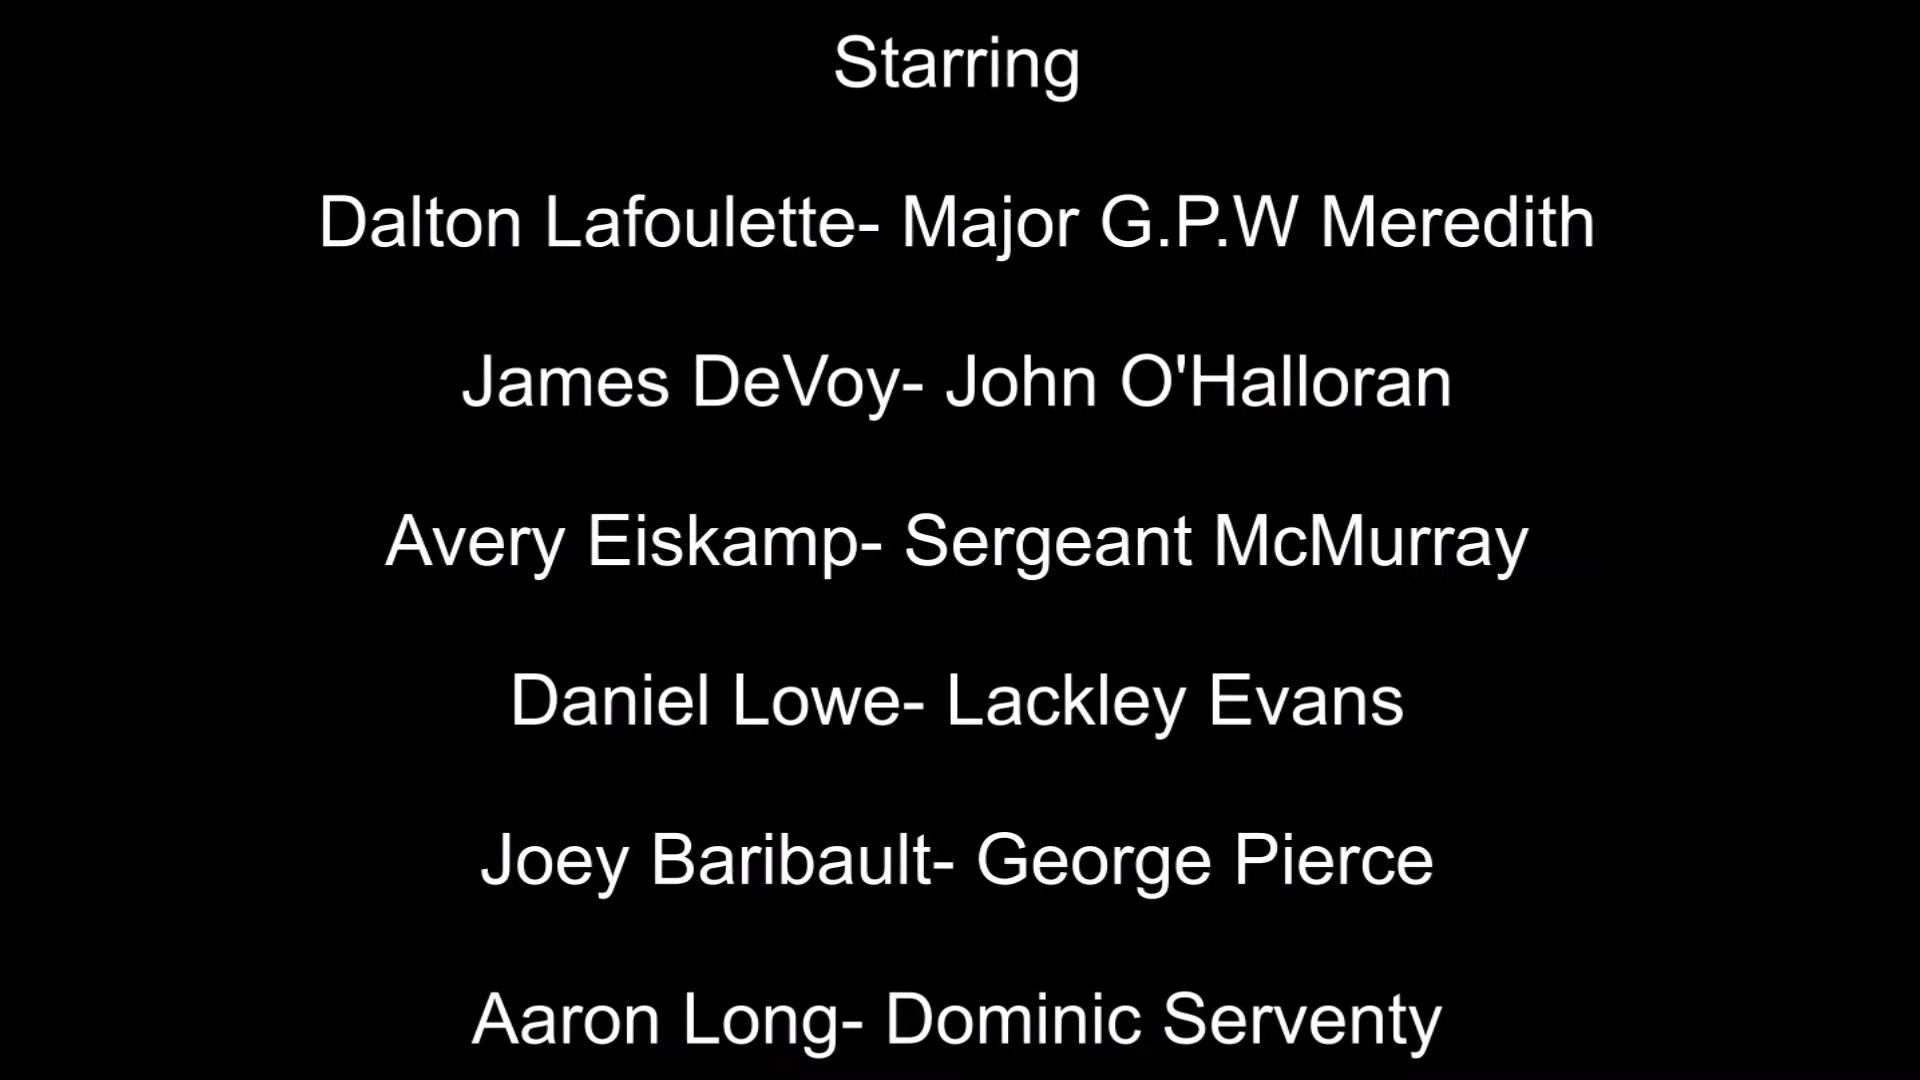 Starring
Dalton Lafoulette- Major G.P.W Meredith
James DeVoy- John O'Halloran
Avery Eiskamp- Sergeant McMurray
Daniel Lowe- Lackley Evans
Joey Baribault- George Pierce
Aaron Long- Dominic Serventy